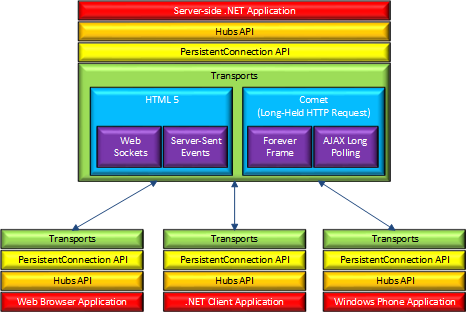 Server-side .NET Application
Hubs API
PersistentConnection API
Transports
HTML 5
Web
Sockets
Server-Sent
Events
Comet
(Long-Held HTTP Request)
Forever
Frame
AJAX Long
Polling
Transports
PersistentConnection API
Hubs API
Web Browser Application
Transports
PersistentConnection API
Hubs API
.NET Client Application
Transports
PersistentConnection API
Hubs API
Windows Phone Application